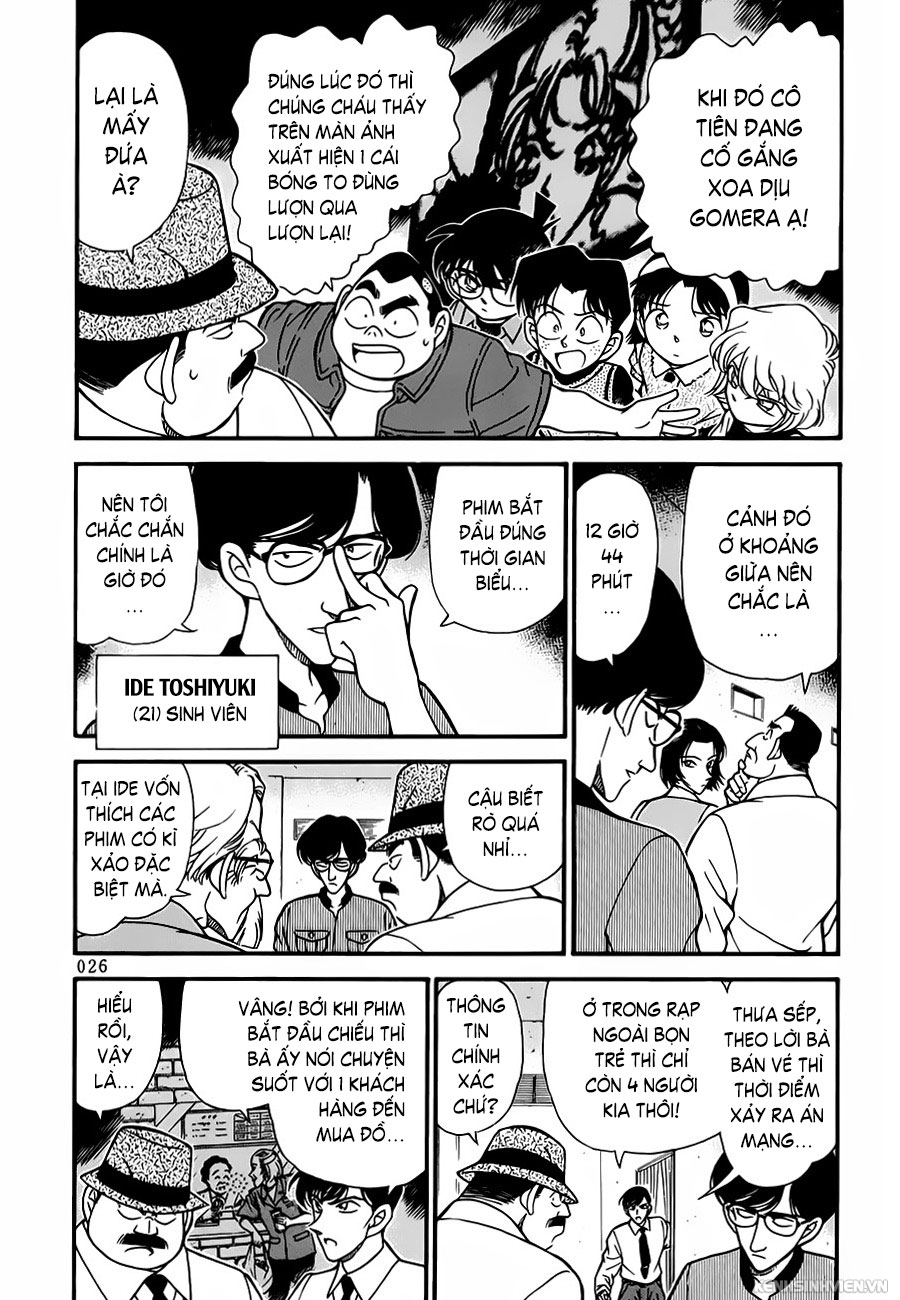 KHI ĐÓ CÔ
TIÊN ĐANG
CỐ GẮNG
XOA DỊU
GOMERA Ạ!
ĐÚNG LÚC ĐÓ THÌ
CHÚNG CHÁU THẤY
TRÊN MÀN ẢNH
XUẤT HIỆN 1 CÁI
BÓNG TO ĐÙNG
LƯỢN QUA
LƯỢN LẠI!
LẠI LÀ
MẤY
ĐỨA
À?
CẢNH ĐÓ
Ở KHOẢNG
GIỮA NÊN
CHẮC LÀ
...
12 GIỜ
44
PHÚT
...
PHIM BẮT
ĐẦU ĐÚNG
THỜI GIAN
BIỂU...
NÊN TÔI
CHẮC CHẮN
CHÍNH LÀ
GIỜ ĐÓ
...
IDE TOSHIYUKI
(21) SINH VIÊN
CẬU BIẾT
RÕ QUÁ
NHỈ...
TẠI IDE VỐN
THÍCH CÁC
PHIM CÓ KĨ
XẢO ĐẶC
BIỆT MÀ.
026
THƯA SẾP,
THEO LỜI BÀ
BÁN VÉ THÌ
THỜI ĐIỂM
XẢY RA ÁN
MẠNG...
Ở TRONG RẠP
NGOÀI BỌN
TRẺ THÌ CHỈ
CÒN 4 NGƯỜI
KIA THÔI!
THÔNG
TIN
CHÍNH
XÁC
CHỨ?
VÂNG! BỞI KHI PHIM
BẮT ĐẦU CHIẾU THÌ
BÀ ẤY NÓI CHUYỆN
SUỐT VỚI 1 KHÁCH
HÀNG ĐẾN
MUA ĐỒ...
HIỂU
RỒI,
VẬY
LÀ...
KENHSINHVIEN.VN